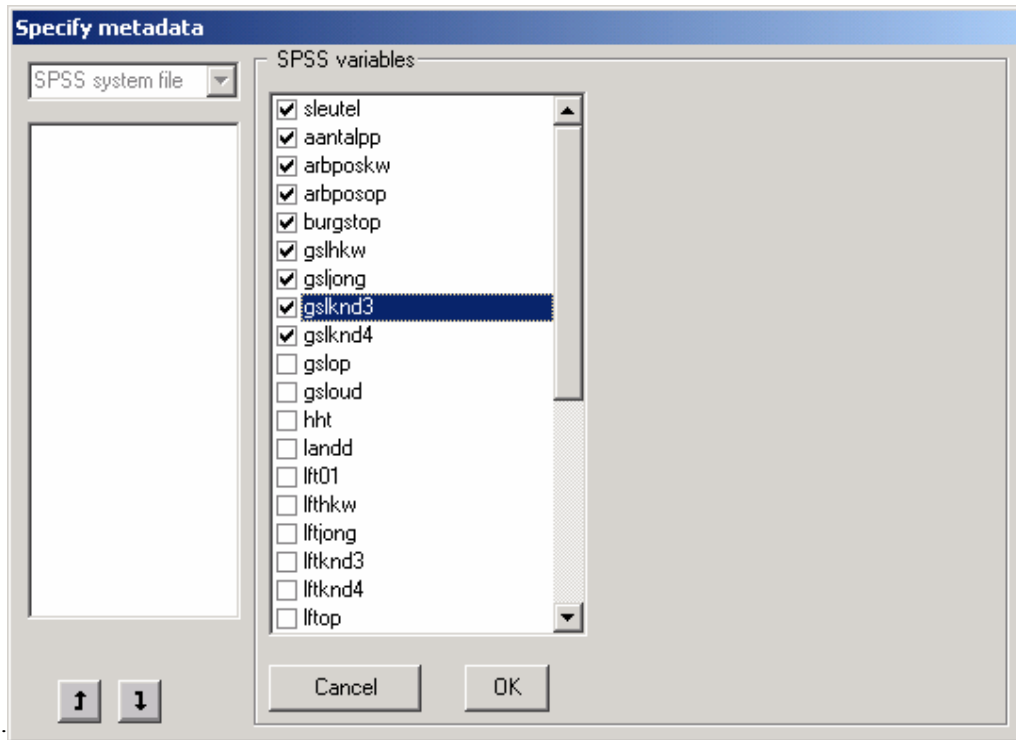 Specify metadata
SPSS system file
SPSS variables
sleutel
aantalpp
arbposkw
arbposop
burgstop
gslhkw
gsljong
gslknd3
gslknd4
gslop
gsloud
hht
landd
lft01
lfthkw
lftjong
lftknd3
lftknd4
lftop
Cancel
OK
.